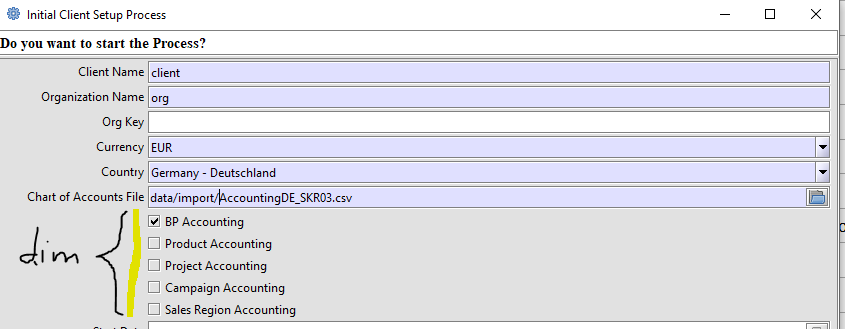 Initial Client Setup Process
Do you want to start the Process?
Client Name client
Organization Name org
Org Key
Currency EUR
Country Germany - Deutschland
Chart of Accounts File data/import/AccountingDE_SKR03.csv
dim
BP Accounting
Product Accounting
Project Accounting
Campaign Accounting
Sales Region Accounting